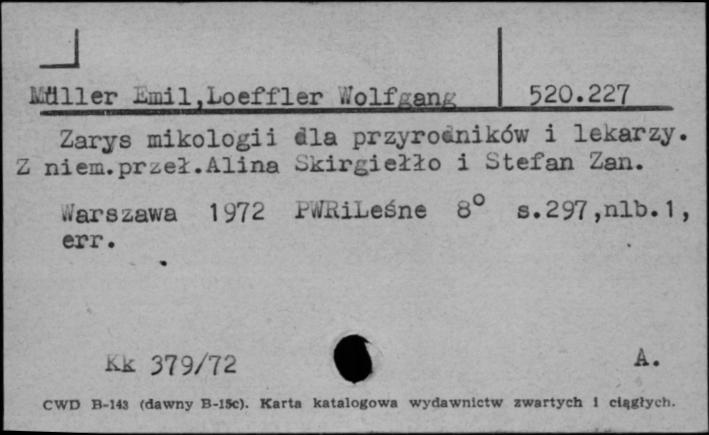 Müller Emil,Loeffler Wolfgang 520.227
Zarys mikologii dla przyrodników i lekarzy.
Z niem.przeł.Alina Skirgiełło i Stefan Zan.
Warszawa 1972 PWRiLeśne 8° s.297,nlb.1,
err.
Kk 379/72 A.
CWD B-143 (dawny B-15c). Karta katalogowa wydawnictw zwartych i ciągłych.